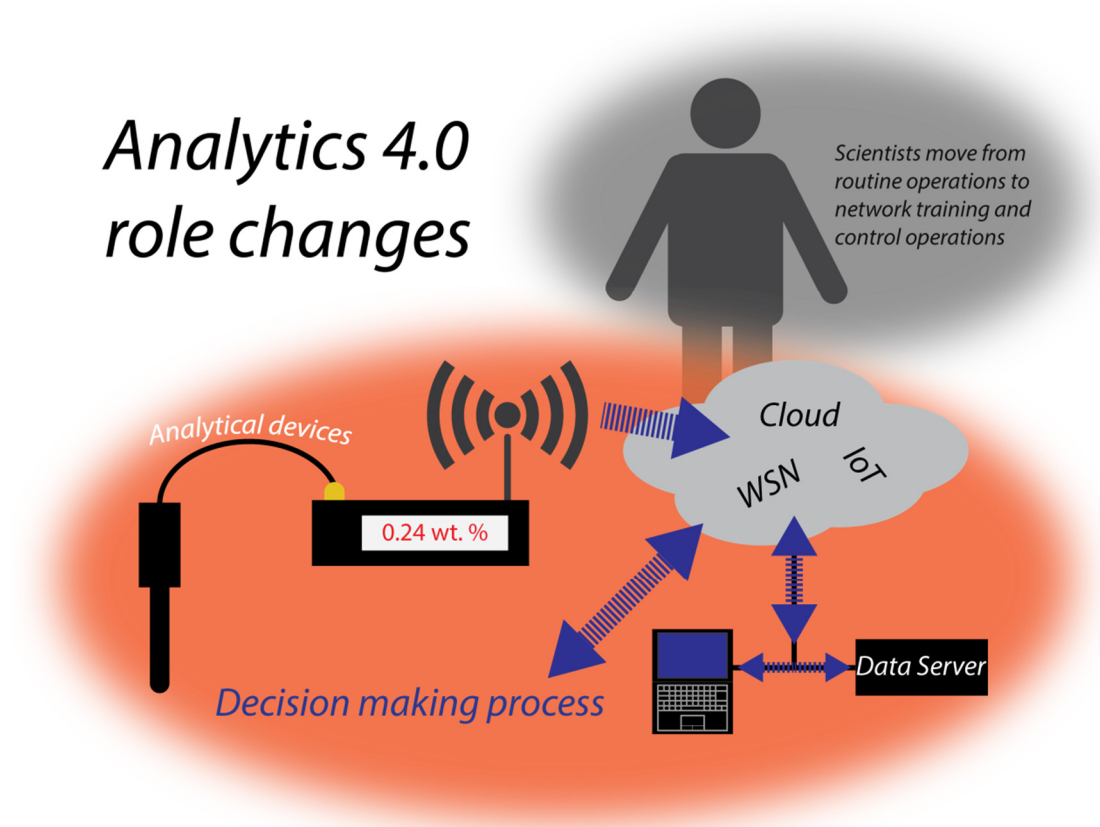 Analytics 4.0
role changes
Scientists move from
routine operations to
network training and
control operations
Analytical devices
0.24 wt. %
Cloud
WSN
IoT
Decision making process
Data Server